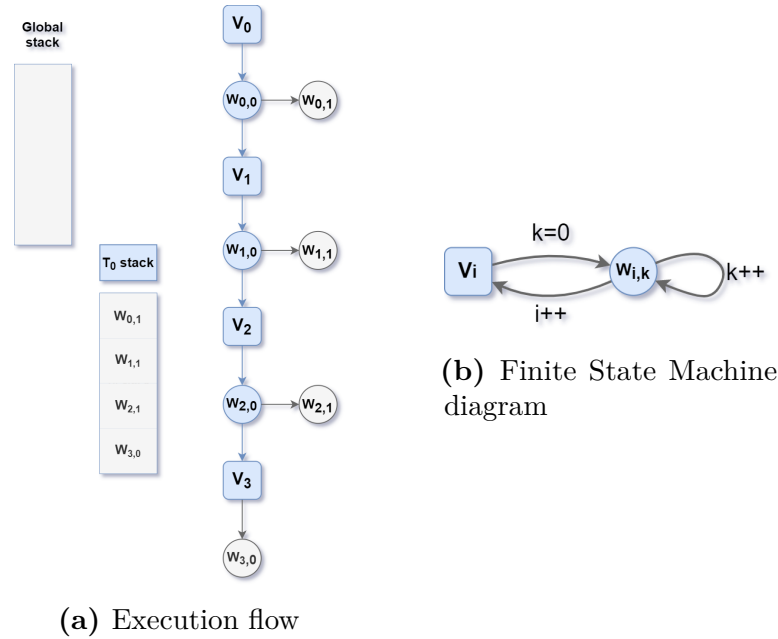 Global
stack
V0
W0,0
W0,1
V1
T0 stack
W1,0
W1,1
W0,1
W1,1
W2,1
W3,0
V2
W2,0
W2,1
V3
W3,0
(a) Execution flow
k=0
Vi
Wi,k
k++
i++
(b) Finite State Machine
diagram